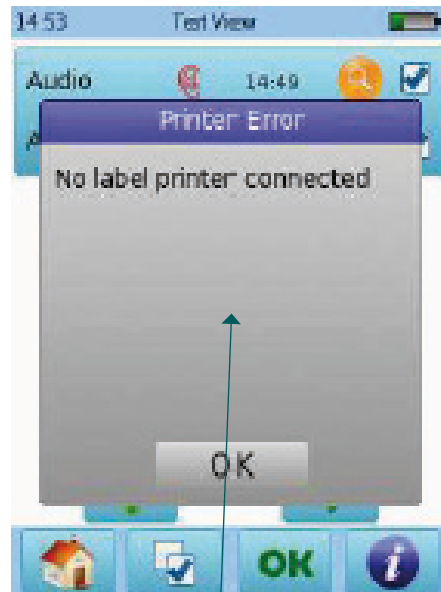 14:53 Test View
Audio 14:49
Printer Error
No label printer connected
OK
OK
i